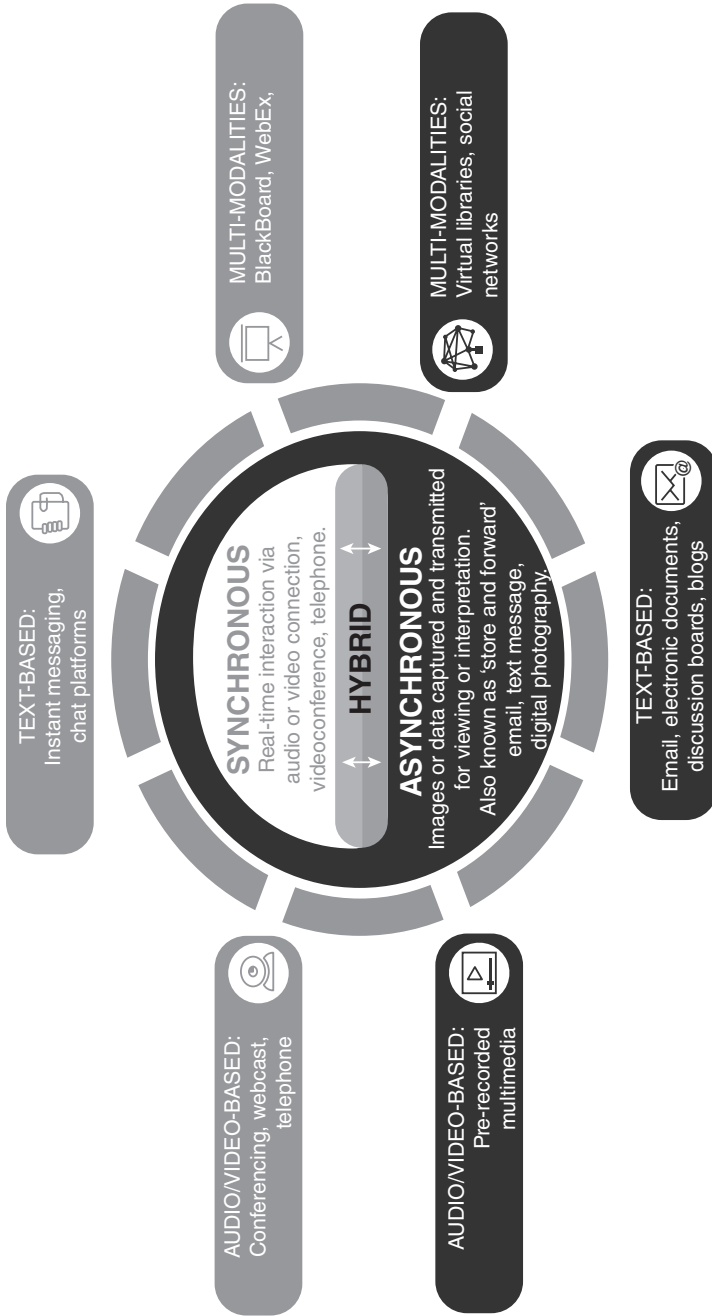 TEXT-BASED:
Instant messaging,
chat platforms
AUDIO/VIDEO-BASED:
Conferencing, webcast,
telephone
MULTI-MODALITIES:
BlackBoard, WebEx,
SYNCHRONOUS
Real-time interaction via
audio or video connection,
videoconference, telephone.
HYBRID
ASYNCHRONOUS
Images or data captured and transmitted
for viewing or interpretation.
Also known as ‘store and forward’
email, text message,
digital photography.
AUDIO/VIDEO-BASED:
Pre-recorded
multimedia
MULTI-MODALITIES:
Virtual libraries, social
networks
TEXT-BASED:
Email, electronic documents,
discussion boards, blogs